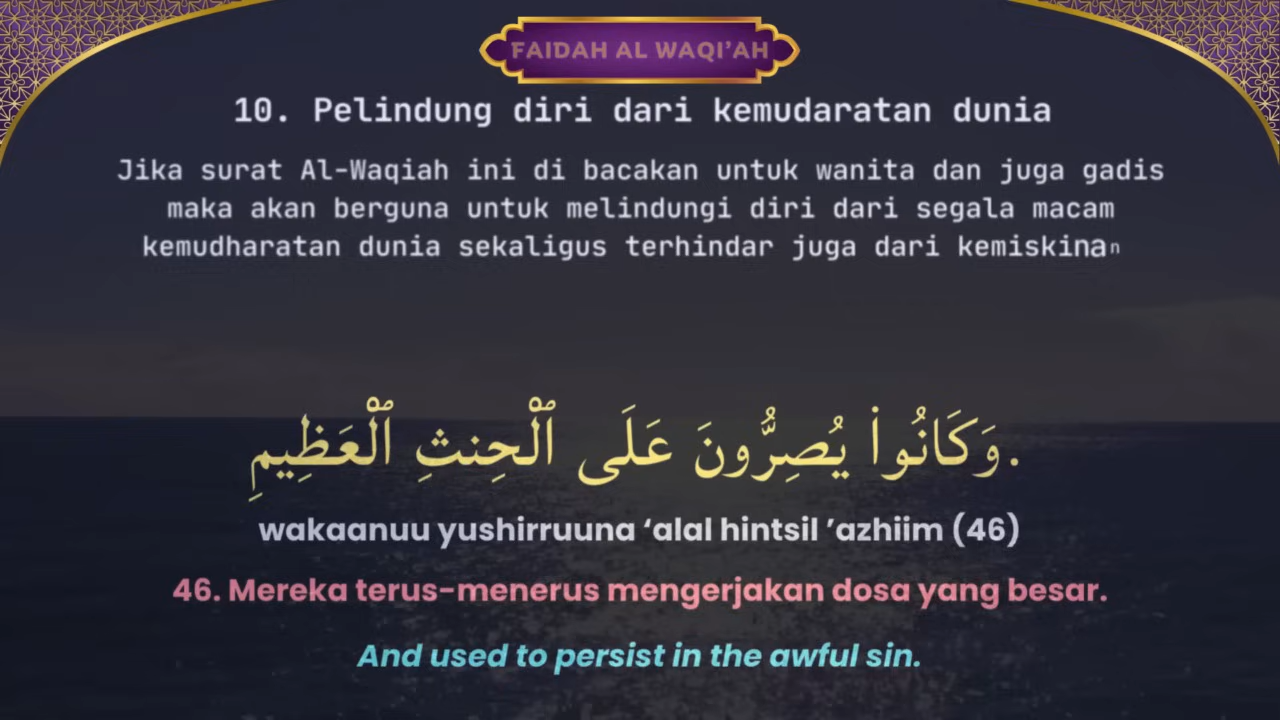 FAIDAH AL WAQI’AH
10. Pelindung diri dari kemudaratan dunia
Jika surat Al-Waqiah ini di bacakan untuk wanita dan juga gadis
maka akan berguna untuk melindungi diri dari segala macam
kemudharatan dunia sekaligus terhindar juga dari kemiskinan
وَكَانُوا۟ يُصِرُّونَ عَلَى ٱلْحِنثِ ٱلْعَظِيمِ.
wakaanuu yushirruuna ‘alal hintsil ’azhiim (46)
46. Mereka terus-menerus mengerjakan dosa yang besar.
And used to persist in the awful sin.